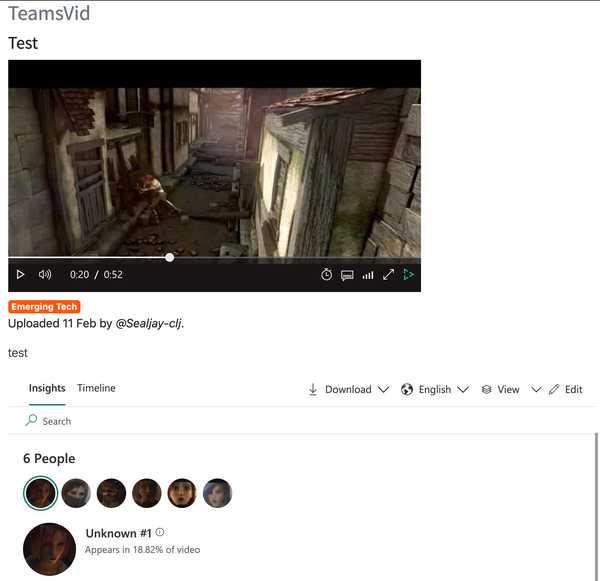 TeamsVid
Test
0:20 / 0:52
Emerging Tech
Uploaded 11 Feb by @Sealjay-clj.
test
Insights Timeline Download English View Edit
Search
6 People
Unknown #1
Appears in 18.82% of video